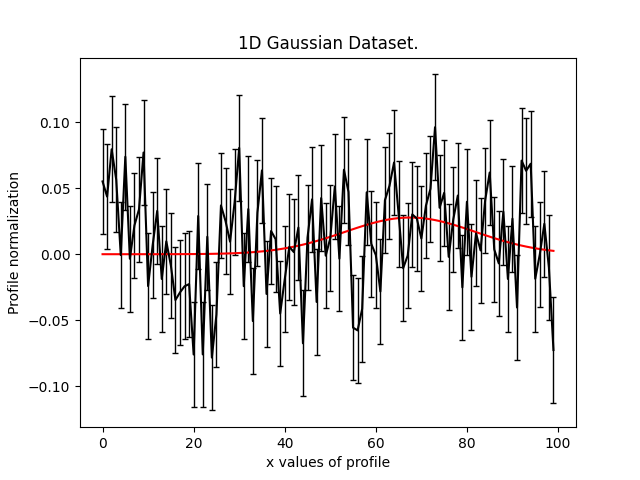 1D Gaussian Dataset.
Profile normalization
0.10
0.05
0.00
−0.05
−0.10
0 20 40 60 80 100
x values of profile